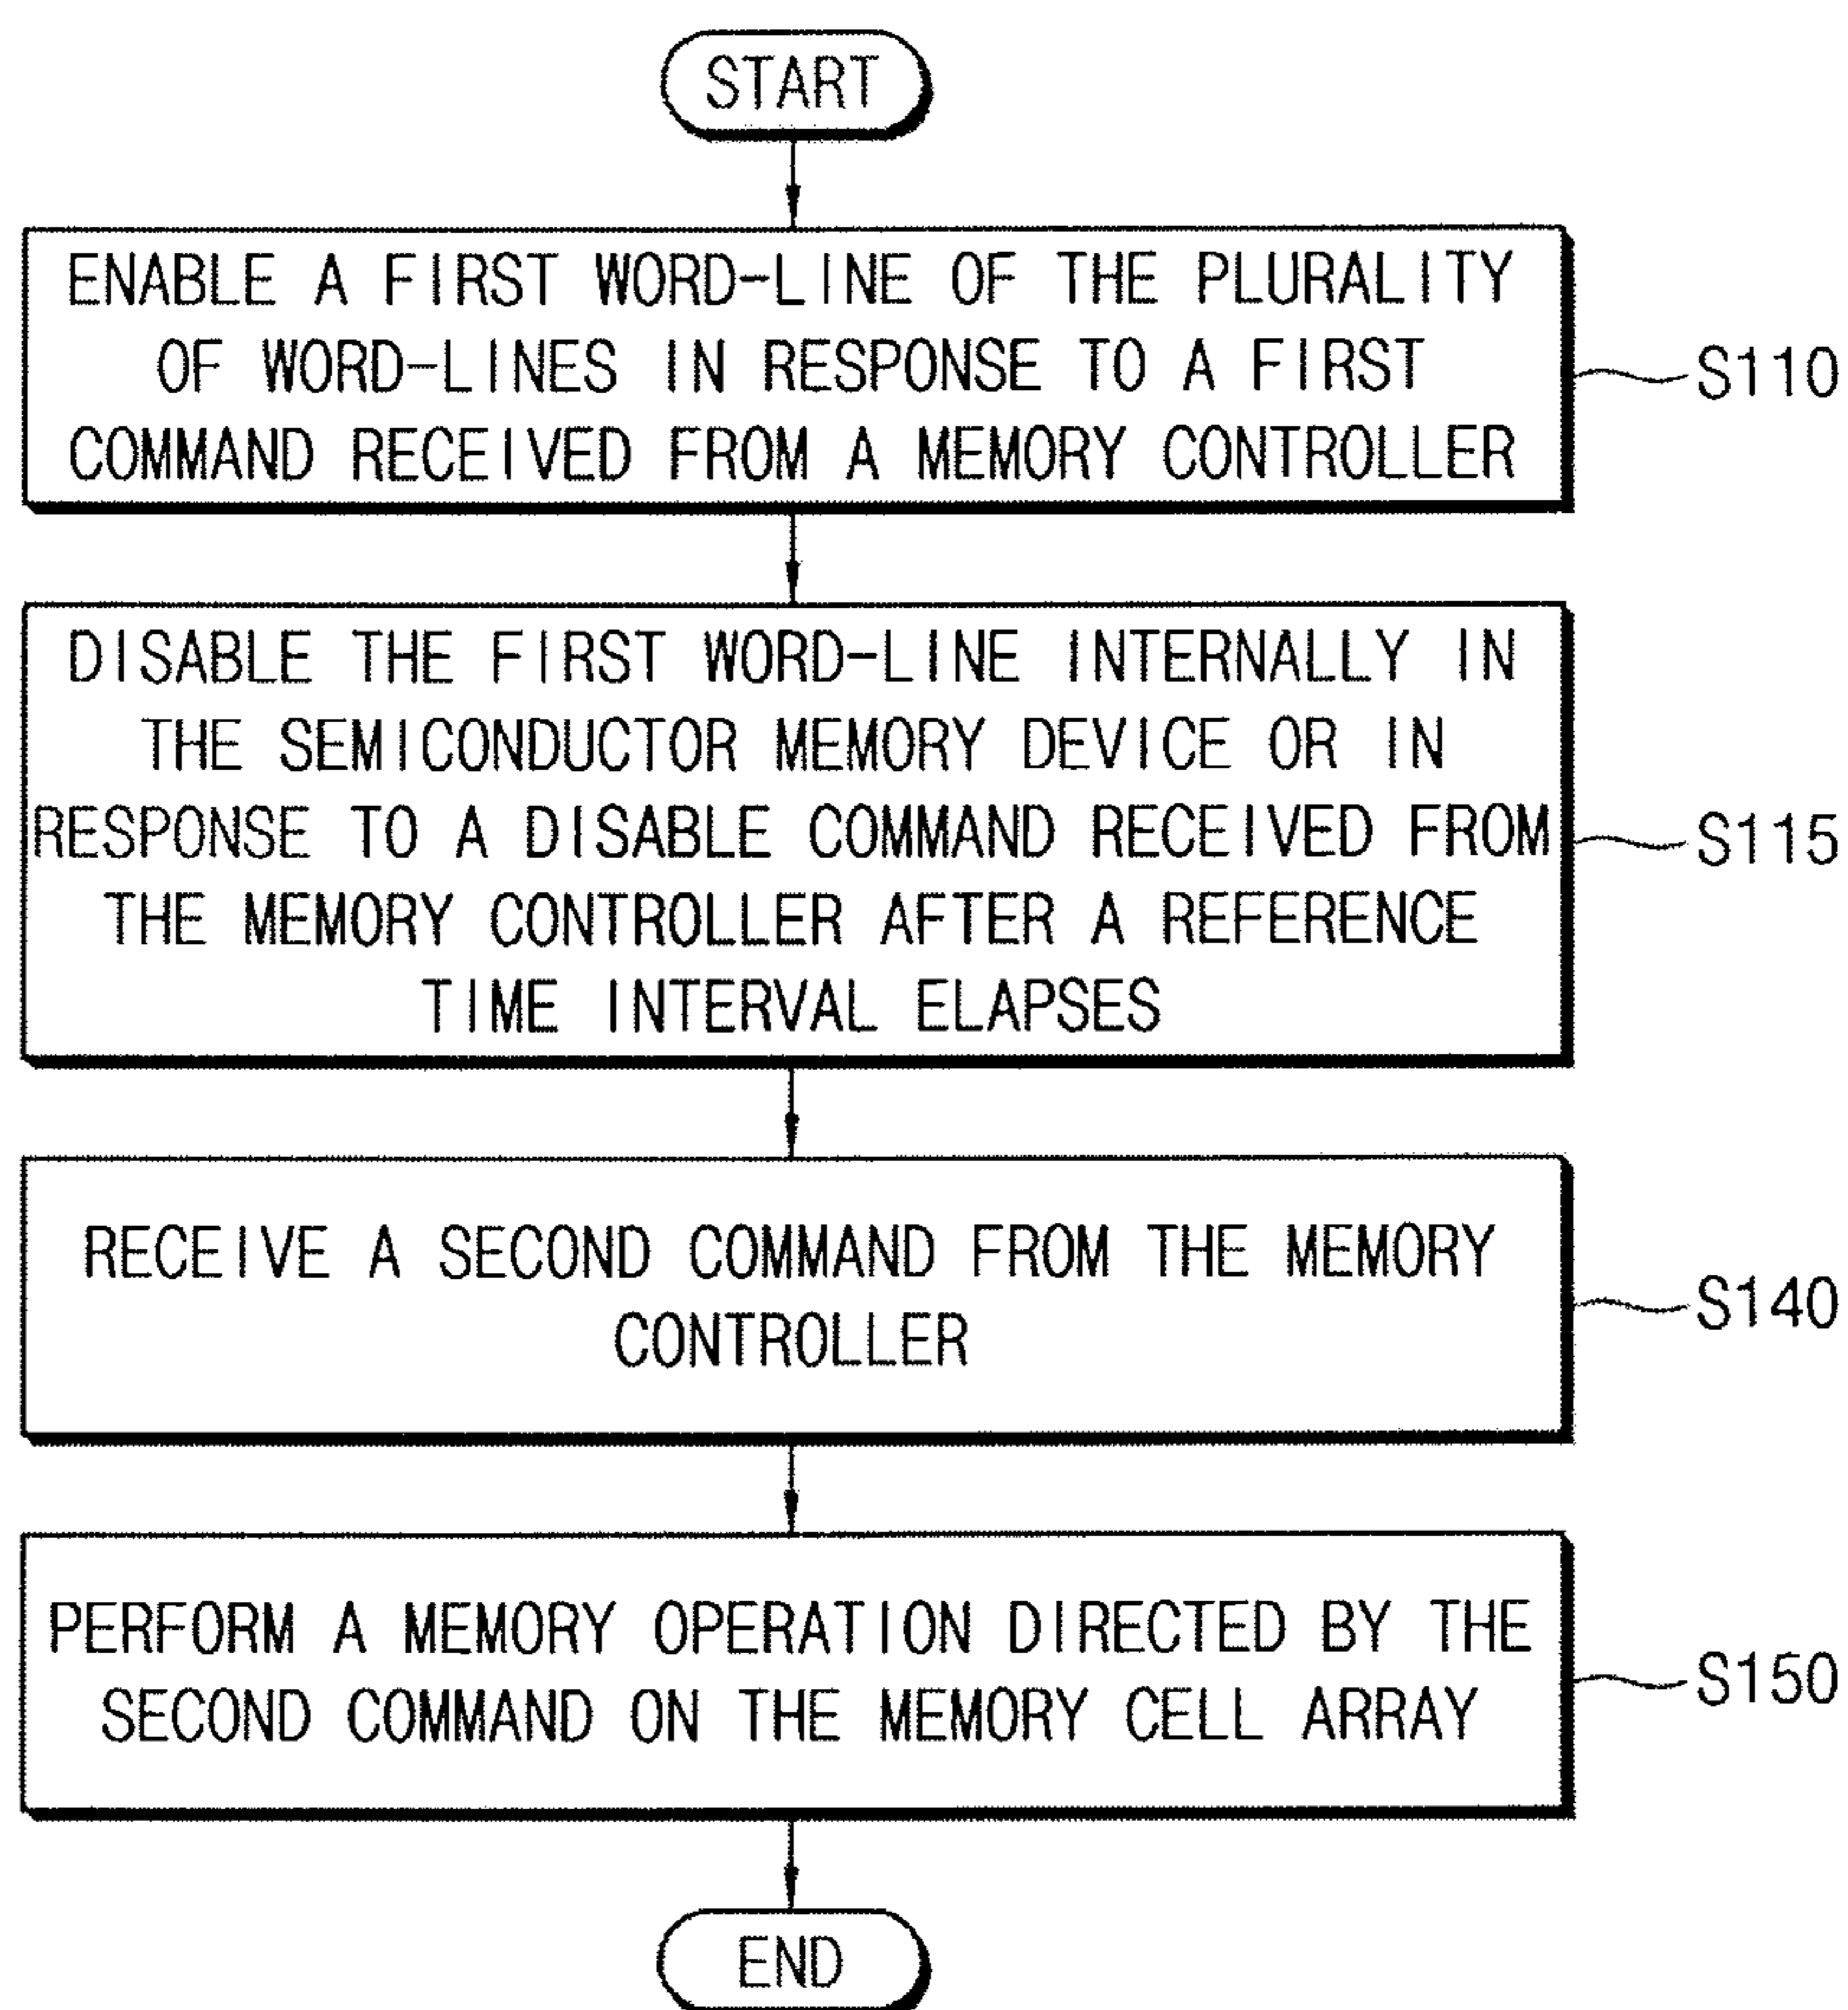 START
ENABLE A FIRST WORD-LINE OF THE PLURALITY
OF WORD-LINES IN RESPONSE TO A FIRST
COMMAND RECEIVED FROM A MEMORY CONTROLLER
S110
DISABLE THE FIRST WORD-LINE INTERNALLY IN
THE SEMICONDUCTOR MEMORY DEVICE OR IN
RESPONSE TO A DISABLE COMMAND RECEIVED FROM
THE MEMORY CONTROLLER AFTER A REFERENCE
TIME INTERVAL ELAPSES
S115
RECEIVE A SECOND COMMAND FROM THE MEMORY
CONTROLLER
S140
PERFORM A MEMORY OPERATION DIRECTED BY THE
SECOND COMMAND ON THE MEMORY CELL ARRAY
S150
END